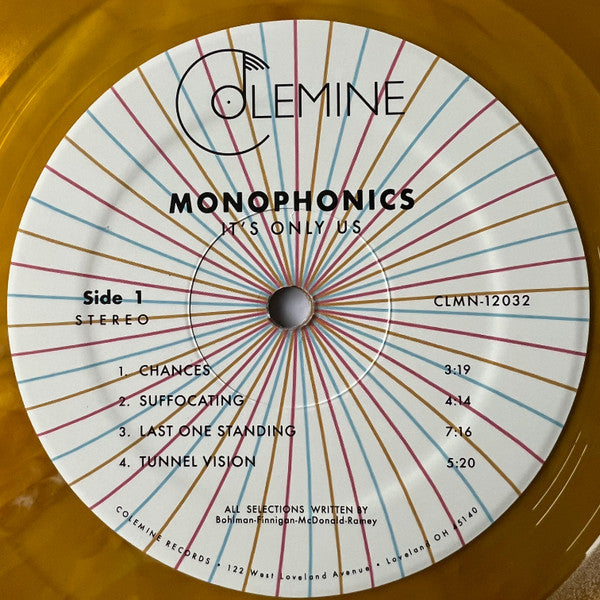 COLEMINE
MONOPHONICS
IT'S ONLY US
Side 1
STEREO
CLMN-12032
1. CHANCES 3:19
2. SUFFOCATING 4:14
3. LAST ONE STANDING 7:16
4. TUNNEL VISION 5:20
ALL SELECTIONS WRITTEN BY
Bohlman-Finnigan-McDonald-Ramey
COLEMINE RECORDS • 122 West Loveland Avenue • Loveland OH 45140